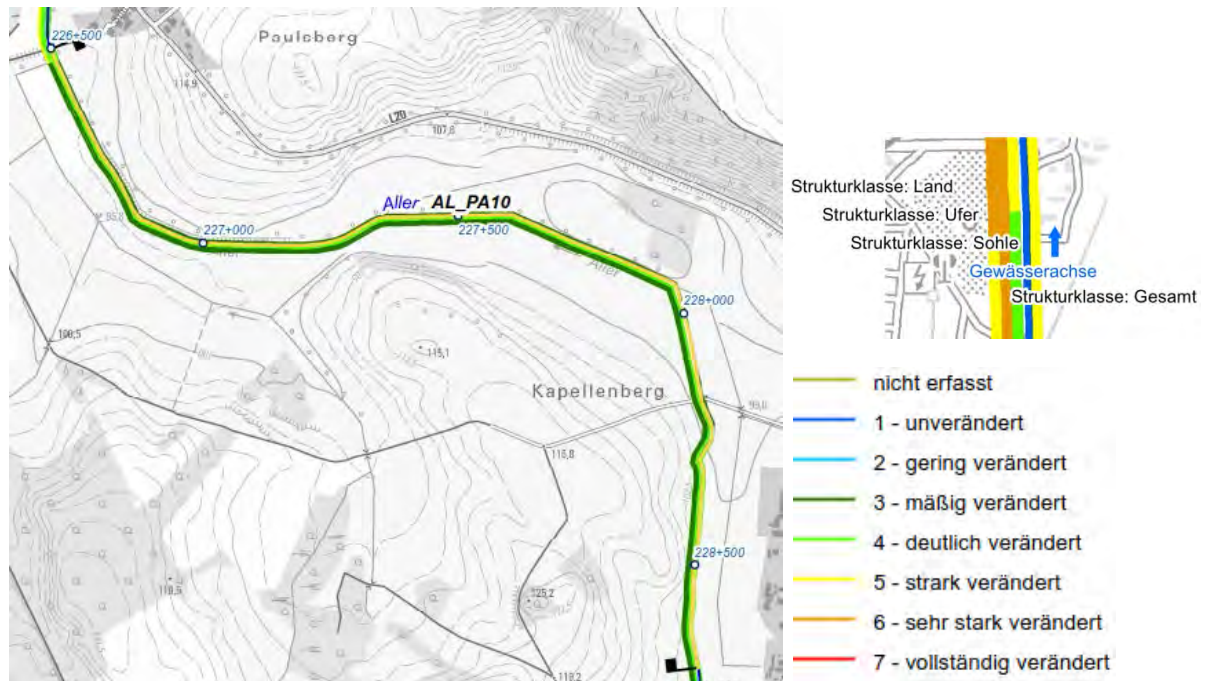 226+500
Paulsberg
114,9
L20
107,6
Aller AL_PA10
227+000
227+500
Aller
228+000
100,5
115,1
Kapellenberg
99,0
116,8
228+500
125,2
119,2
Strukturklasse: Land
Strukturklasse: Ufer
Strukturklasse: Sohle
Gewässerachse
Strukturklasse: Gesamt
nicht erfasst
1 - unverändert
2 - gering verändert
3 - mäßig verändert
4 - deutlich verändert
5 - strark verändert
6 - sehr stark verändert
7 - vollständig verändert